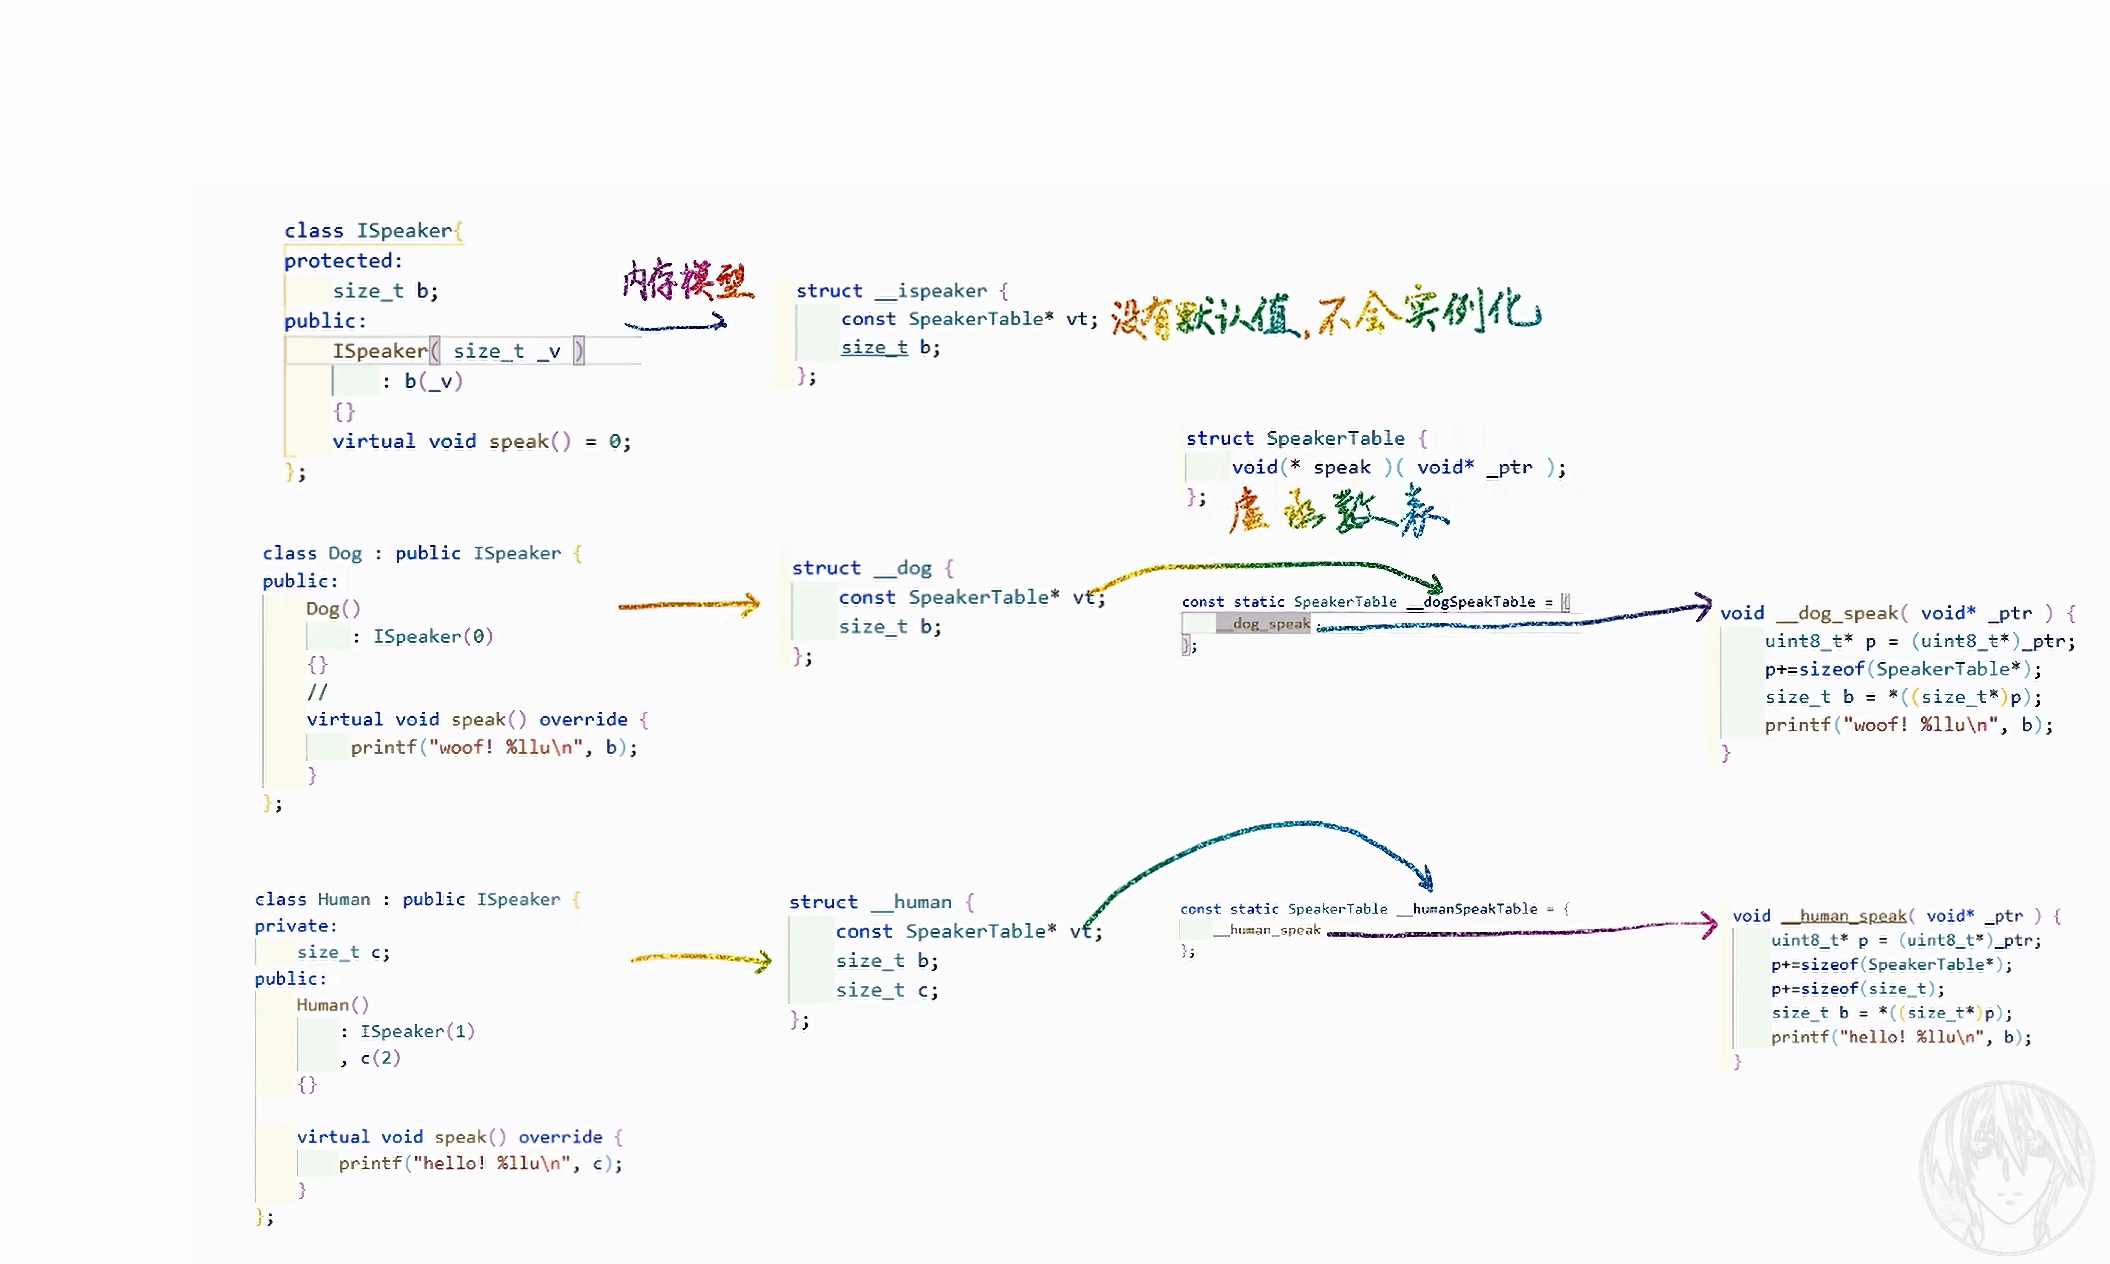 class ISpeaker{
protected:
size_t b;
public:
ISpeaker( size_t _v )
: b(_v)
{}
virtual void speak() = 0;
};
内存模型
struct __ispeaker {
const SpeakerTable* vt;
size_t b;
};
没有默认值,不会实例化
struct SpeakerTable {
void(* speak )( void* _ptr );
};
虚函数表
class Dog : public ISpeaker {
public:
Dog()
: ISpeaker(0)
{}
//
virtual void speak() override {
printf("woof! %llu\n", b);
}
};
struct __dog {
const SpeakerTable* vt;
size_t b;
};
const static SpeakerTable __dogSpeakTable = {
__dog_speak
};
void __dog_speak( void* _ptr ) {
uint8_t* p = (uint8_t*)_ptr;
p+=sizeof(SpeakerTable*);
size_t b = *((size_t*)p);
printf("woof! %llu\n", b);
}
class Human : public ISpeaker {
private:
size_t c;
public:
Human()
: ISpeaker(1)
, c(2)
{}
virtual void speak() override {
printf("hello! %llu\n", c);
}
};
struct __human {
const SpeakerTable* vt;
size_t b;
size_t c;
};
const static SpeakerTable __humanSpeakTable = {
__human_speak
};
void __human_speak( void* _ptr ) {
uint8_t* p = (uint8_t*)_ptr;
p+=sizeof(SpeakerTable*);
p+=sizeof(size_t);
size_t b = *((size_t*)p);
printf("hello! %llu\n", b);
}